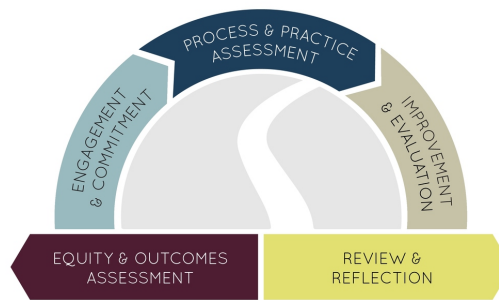 PROCESS & PRACTICE
ASSESSMENT
ENGAGEMENT
& COMMITMENT
IMPROVEMENT
& EVALUATION
EQUITY & OUTCOMES
ASSESSMENT
REVIEW &
REFLECTION